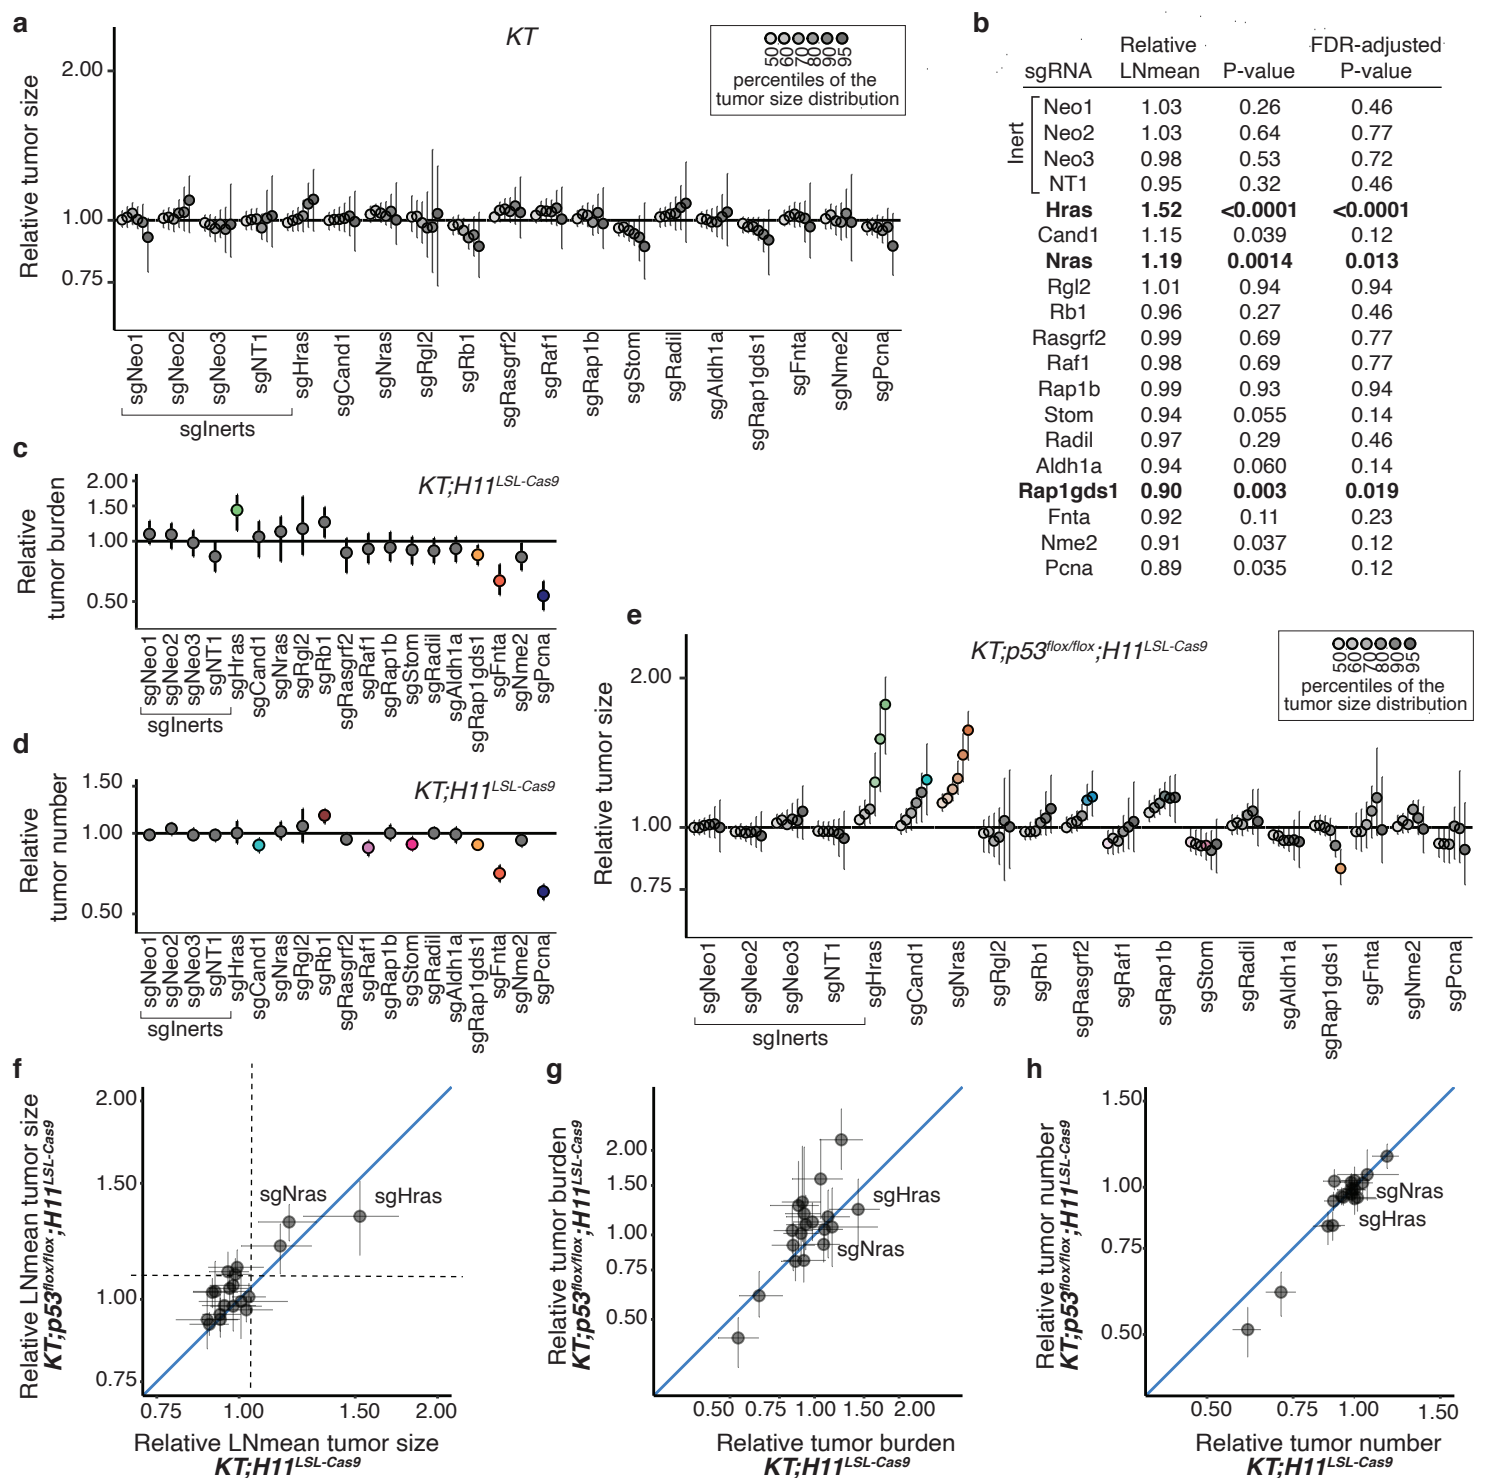 a
KT
Relative tumor size
2.00
1.00
0.75
50 60 70 80 90 95
percentiles of the
tumor size distribution
sgNeo1 sgNeo2 sgNeo3 sgNT1 sgHras sgCand1 sgNras sgRgl2 sgRb1 sgRasgrf2 sgRaf1 sgRap1b sgStom sgRadil sgAldh1a sgRap1gds1 sgFnta sgNme2 sgPcna
sgInerts
b
Relative FDR-adjusted
sgRNA LNmean P-value P-value
Inert
Neo1 1.03 0.26 0.46
Neo2 1.03 0.64 0.77
Neo3 0.98 0.53 0.72
NT1 0.95 0.32 0.46
Hras 1.52 <0.0001 <0.0001
Cand1 1.15 0.039 0.12
Nras 1.19 0.0014 0.013
Rgl2 1.01 0.94 0.94
Rb1 0.96 0.27 0.46
Rasgrf2 0.99 0.69 0.77
Raf1 0.98 0.69 0.77
Rap1b 0.99 0.93 0.94
Stom 0.94 0.055 0.14
Radil 0.97 0.29 0.46
Aldh1a 0.94 0.060 0.14
Rap1gds1 0.90 0.003 0.019
Fnta 0.92 0.11 0.23
Nme2 0.91 0.037 0.12
Pcna 0.89 0.035 0.12
c
KT;H11LSL-Cas9
Relative
tumor burden
2.00
1.50
1.00
0.50
sgNeo1 sgNeo2 sgNeo3 sgNT1 sgHras sgCand1 sgNras sgRgl2 sgRb1 sgRasgrf2 sgRaf1 sgRap1b sgStom sgRadil sgAldh1a sgRap1gds1 sgFnta sgNme2 sgPcna
sgInerts
d
KT;H11LSL-Cas9
Relative
tumor number
1.50
1.00
0.50
sgNeo1 sgNeo2 sgNeo3 sgNT1 sgHras sgCand1 sgNras sgRgl2 sgRb1 sgRasgrf2 sgRaf1 sgRap1b sgStom sgRadil sgAldh1a sgRap1gds1 sgFnta sgNme2 sgPcna
sgInerts
e
KT;p53flox/flox;H11LSL-Cas9
Relative tumor size
2.00
1.00
0.75
50 60 70 80 90 95
percentiles of the
tumor size distribution
sgNeo1 sgNeo2 sgNeo3 sgNT1 sgHras sgCand1 sgNras sgRgl2 sgRb1 sgRasgrf2 sgRaf1 sgRap1b sgStom sgRadil sgAldh1a sgRap1gds1 sgFnta sgNme2 sgPcna
sgInerts
f
Relative LNmean tumor size
KT;p53flox/flox;H11LSL-Cas9
2.00
1.50
1.00
0.75
sgNras
sgHras
0.75 1.00 1.50 2.00
Relative LNmean tumor size
KT;H11LSL-Cas9
g
Relative tumor burden
KT;p53flox/flox;H11LSL-Cas9
2.00
1.50
1.00
0.75
0.50
sgHras
sgNras
0.50 0.75 1.00 1.50 2.00
Relative tumor burden
KT;H11LSL-Cas9
h
Relative tumor number
KT;p53flox/flox;H11LSL-Cas9
1.50
1.00
0.75
0.50
sgNras
sgHras
0.50 0.75 1.00 1.50
Relative tumor number
KT;H11LSL-Cas9